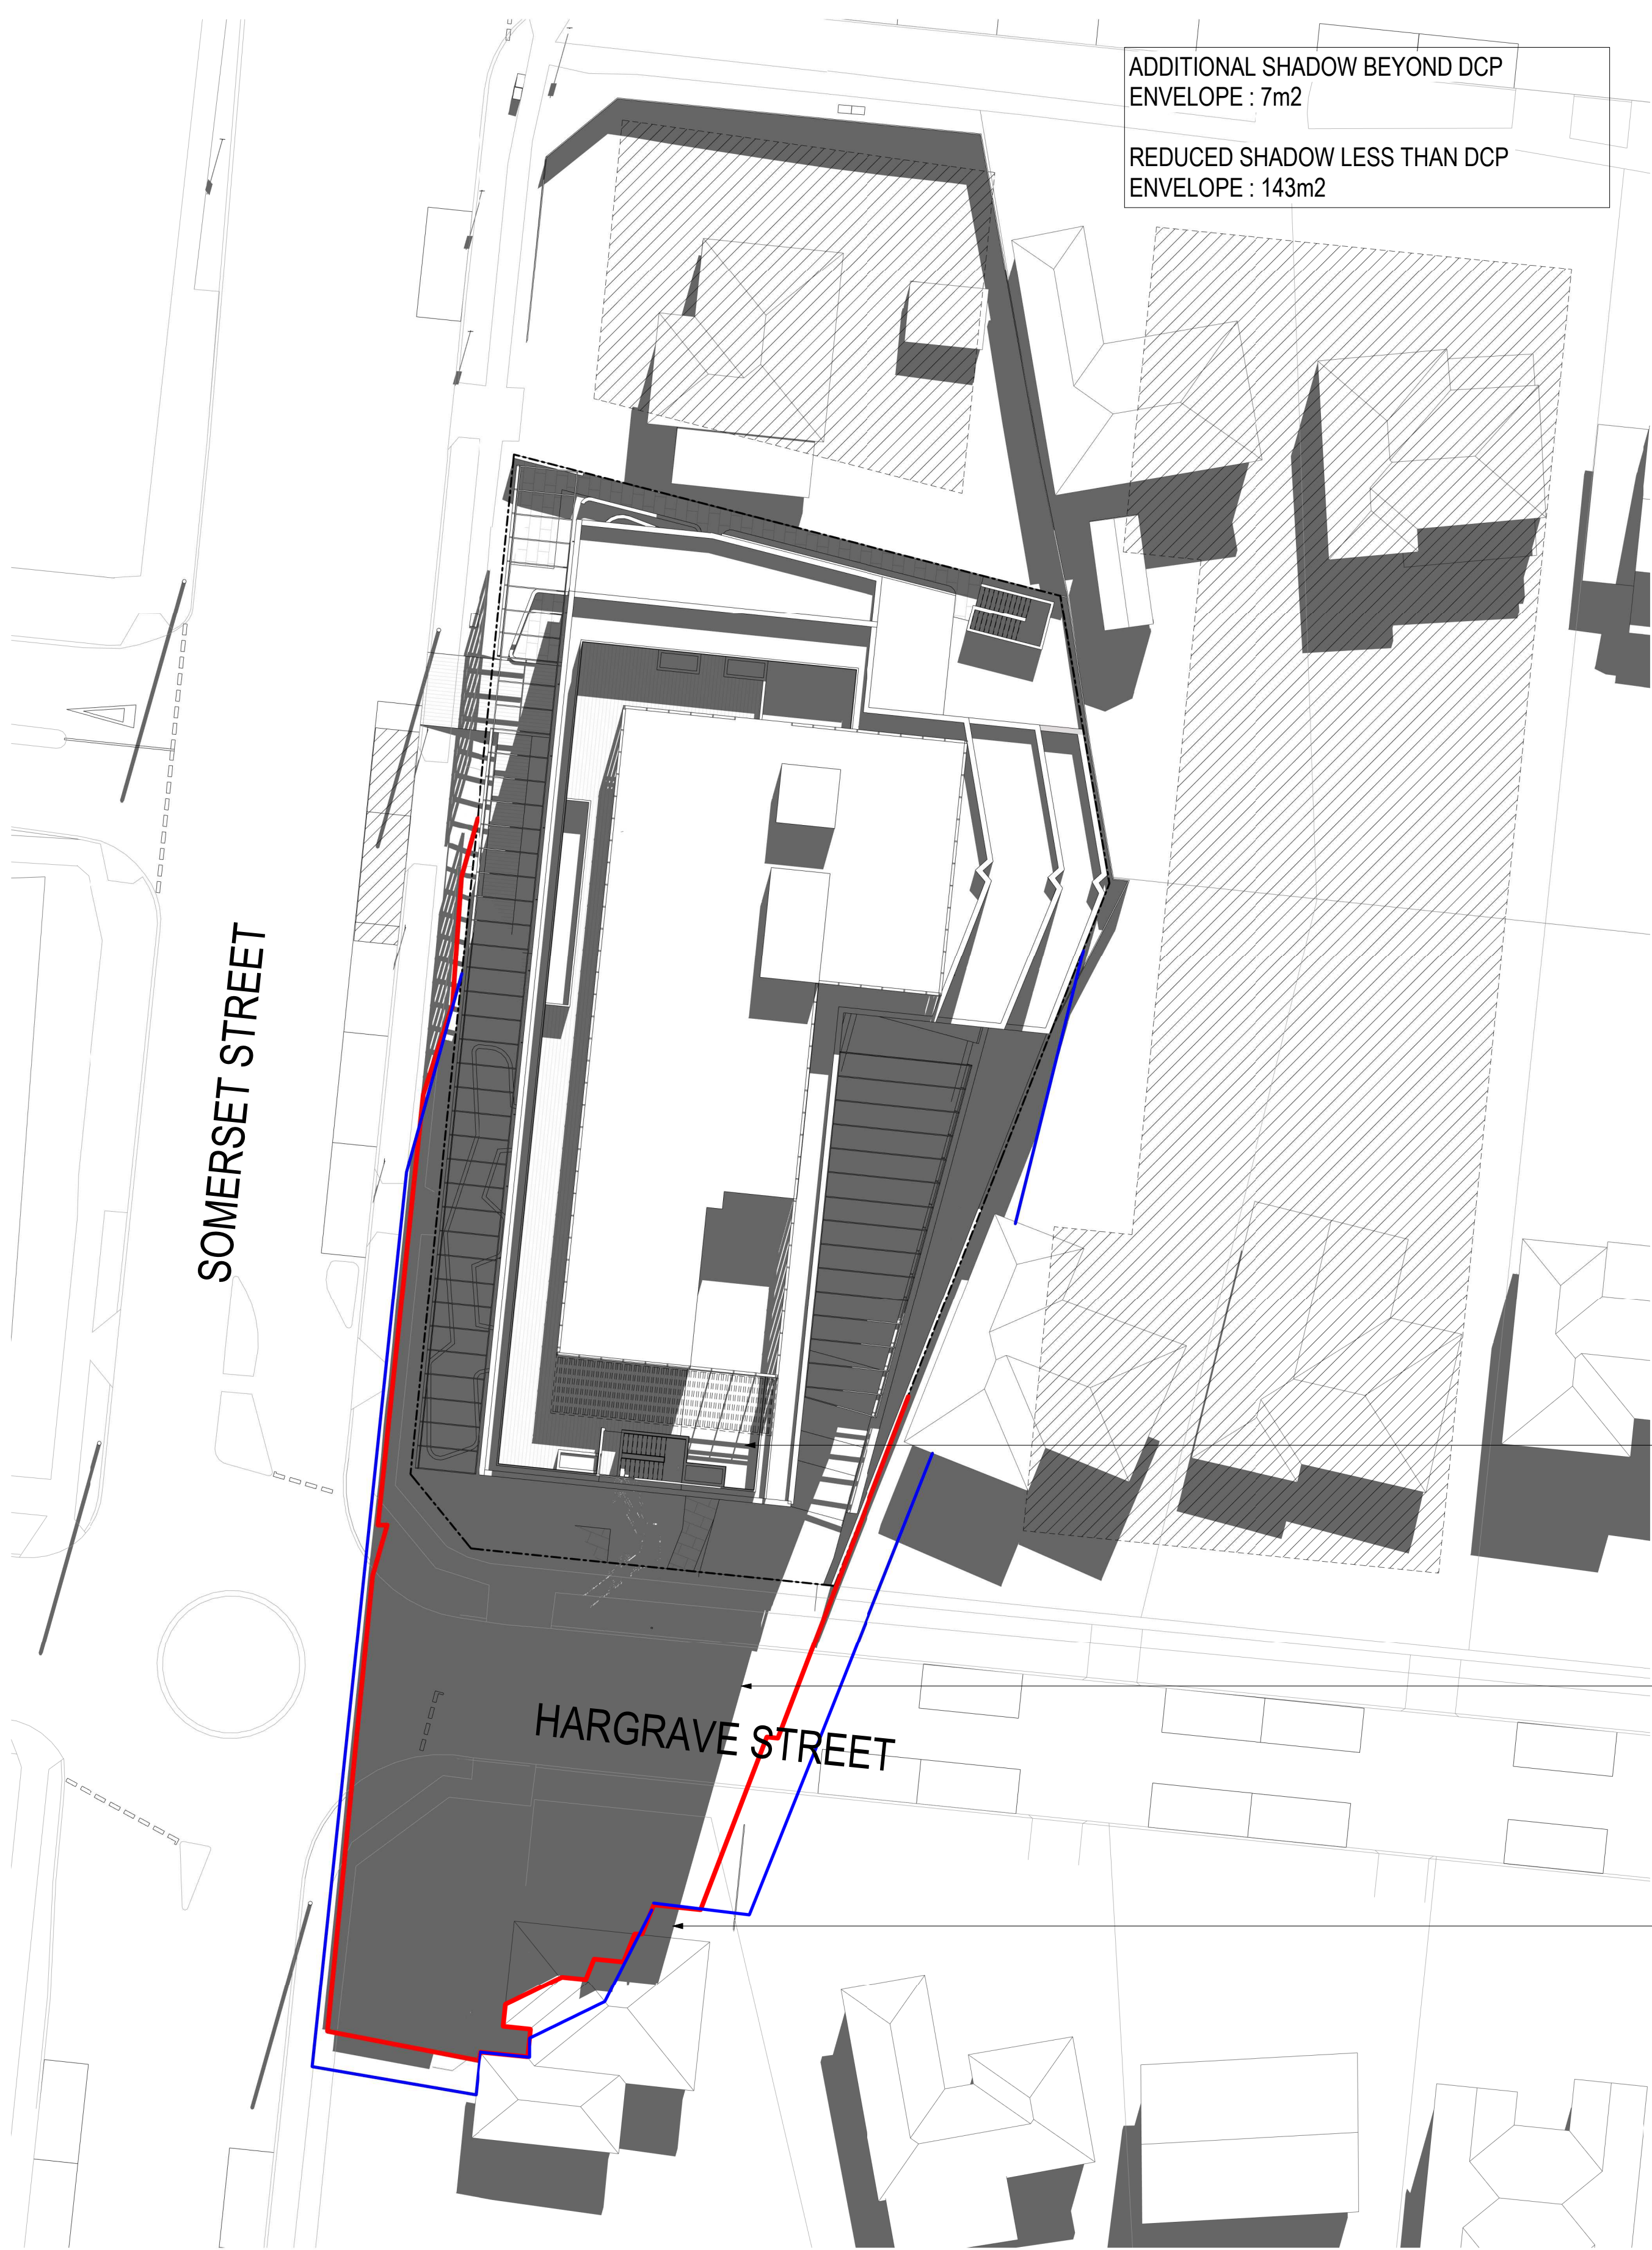 ADDITIONAL SHADOW BEYOND DCP
ENVELOPE : 7m2
REDUCED SHADOW LESS THAN DCP
ENVELOPE : 143m2
SOMERSET STREET
HARGRAVE STREET